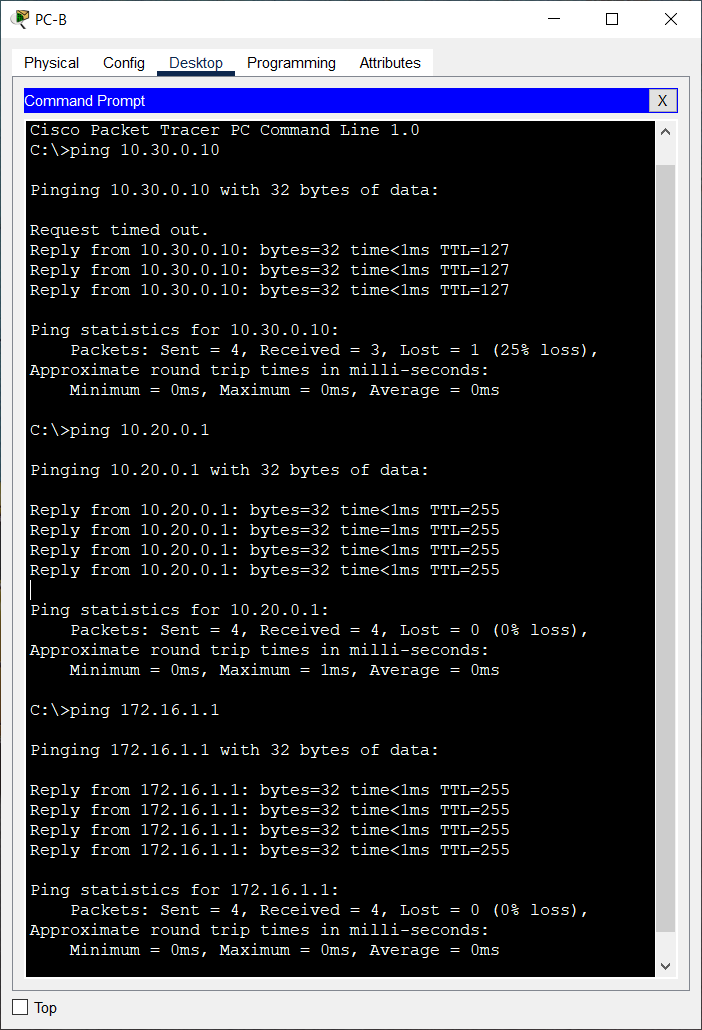 PC-B
Physical Config Desktop Programming Attributes
Command Prompt X
Cisco Packet Tracer PC Command Line 1.0
C:\>ping 10.30.0.10
Pinging 10.30.0.10 with 32 bytes of data:
Request timed out.
Reply from 10.30.0.10: bytes=32 time<1ms TTL=127
Reply from 10.30.0.10: bytes=32 time<1ms TTL=127
Reply from 10.30.0.10: bytes=32 time<1ms TTL=127
Ping statistics for 10.30.0.10:
Packets: Sent = 4, Received = 3, Lost = 1 (25% loss),
Approximate round trip times in milli-seconds:
Minimum = 0ms, Maximum = 0ms, Average = 0ms
C:\>ping 10.20.0.1
Pinging 10.20.0.1 with 32 bytes of data:
Reply from 10.20.0.1: bytes=32 time<1ms TTL=255
Reply from 10.20.0.1: bytes=32 time=1ms TTL=255
Reply from 10.20.0.1: bytes=32 time<1ms TTL=255
Reply from 10.20.0.1: bytes=32 time<1ms TTL=255
Ping statistics for 10.20.0.1:
Packets: Sent = 4, Received = 4, Lost = 0 (0% loss),
Approximate round trip times in milli-seconds:
Minimum = 0ms, Maximum = 1ms, Average = 0ms
C:\>ping 172.16.1.1
Pinging 172.16.1.1 with 32 bytes of data:
Reply from 172.16.1.1: bytes=32 time<1ms TTL=255
Reply from 172.16.1.1: bytes=32 time<1ms TTL=255
Reply from 172.16.1.1: bytes=32 time<1ms TTL=255
Reply from 172.16.1.1: bytes=32 time<1ms TTL=255
Ping statistics for 172.16.1.1:
Packets: Sent = 4, Received = 4, Lost = 0 (0% loss),
Approximate round trip times in milli-seconds:
Minimum = 0ms, Maximum = 0ms, Average = 0ms
Top